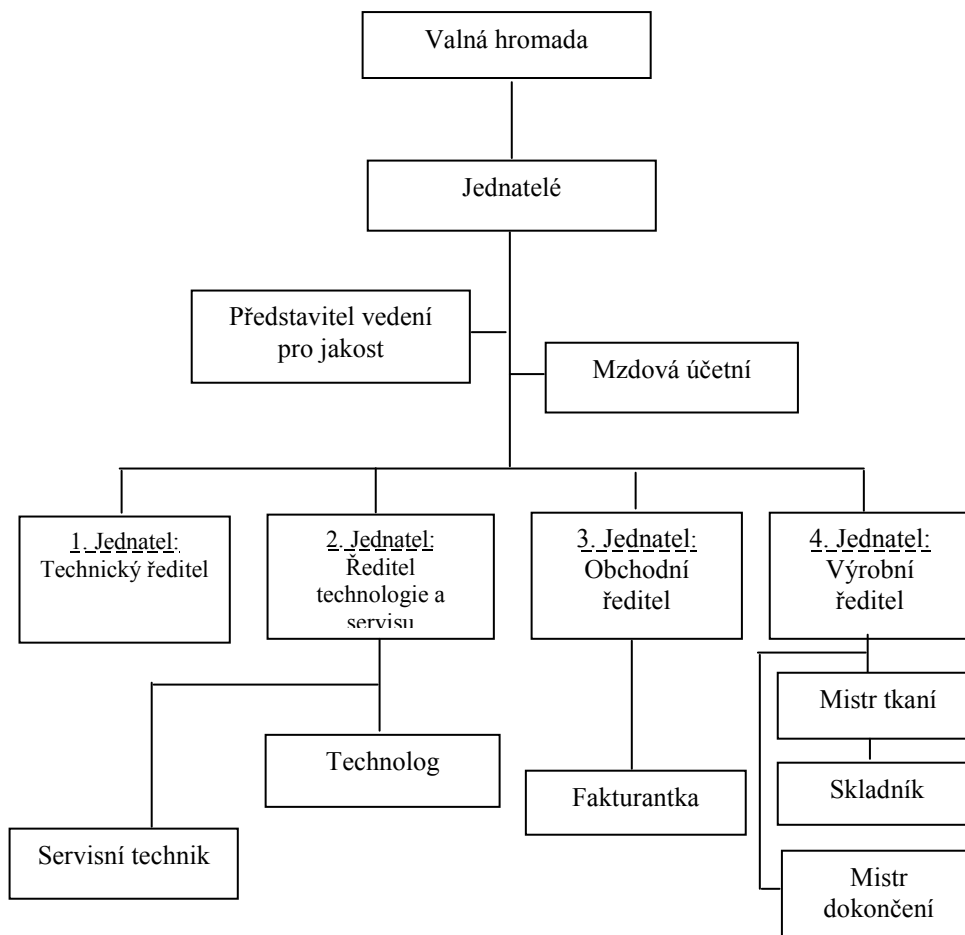 Valná hromada
Jednatelé
Představitel vedení
pro jakost
Mzdová účetní
1. Jednatel:
Technický ředitel
2. Jednatel:
Ředitel
technologie a
servisu
3. Jednatel:
Obchodní
ředitel
4. Jednatel:
Výrobní
ředitel
Mistr tkaní
Technolog
Skladník
Fakturantka
Servisní technik
Mistr
dokončení